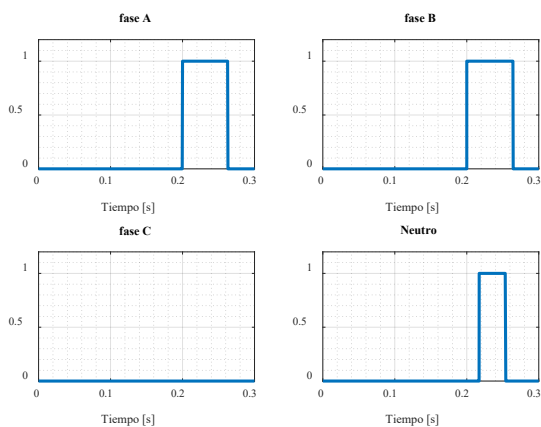 fase A
1
0.5
0
0 0.1 0.2 0.3
Tiempo [s]
fase B
1
0.5
0
0 0.1 0.2 0.3
Tiempo [s]
fase C
1
0.5
0
0 0.1 0.2 0.3
Tiempo [s]
Neutro
1
0.5
0
0 0.1 0.2 0.3
Tiempo [s]